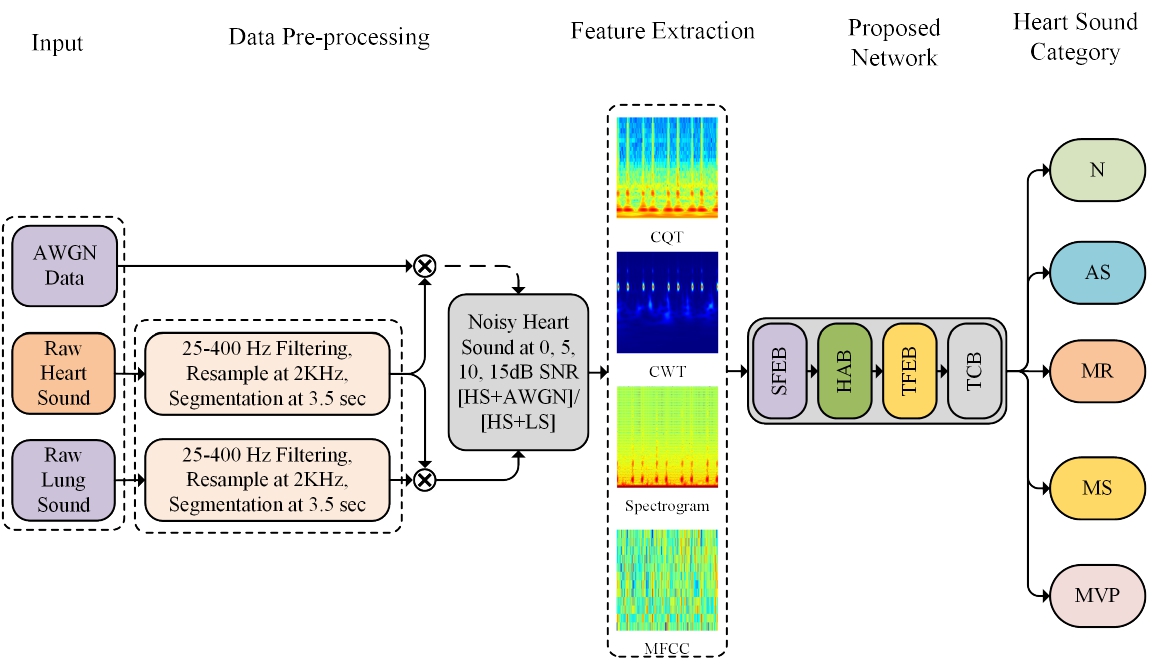 Input
Data Pre-processing
Feature Extraction
Proposed
Network
Heart Sound
Category
AWGN
Data
Raw
Heart
Sound
Raw
Lung
Sound
25-400 Hz Filtering,
Resample at 2KHz,
Segmentation at 3.5 sec
25-400 Hz Filtering,
Resample at 2KHz,
Segmentation at 3.5 sec
Noisy Heart
Sound at 0, 5,
10, 15dB SNR
[HS+AWGN]/
[HS+LS]
CQT
CWT
Spectrogram
MFCC
SFEB
HAB
TFEB
TCB
N
AS
MR
MS
MVP